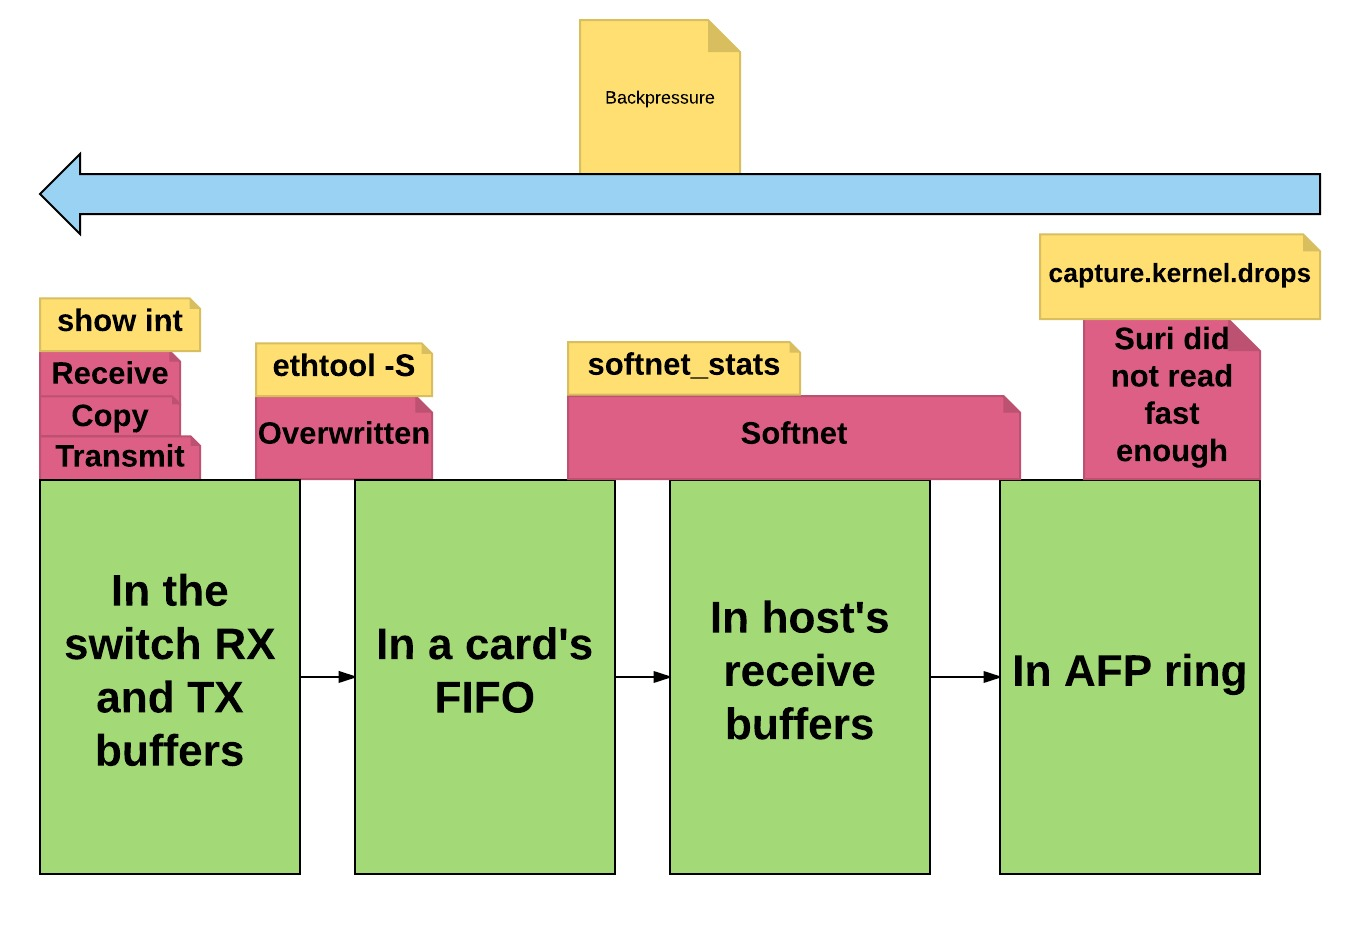 Backpressure
capture.kernel.drops
show int
Receive
Copy
Transmit
ethtool -S
Overwritten
softnet_stats
Softnet
Suri did
not read
fast
enough
In the
switch RX
and TX
buffers
In a card's
FIFO
In host's
receive
buffers
In AFP ring